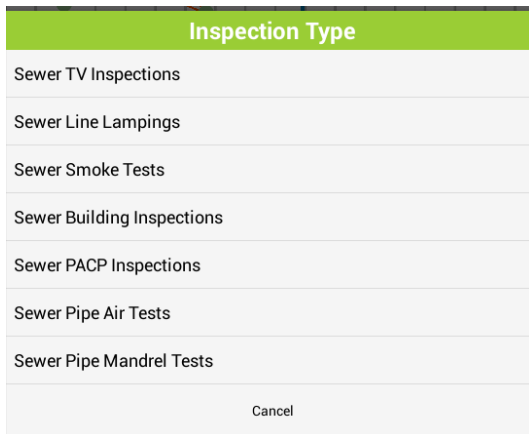 Inspection Type
Sewer TV Inspections
Sewer Line Lampings
Sewer Smoke Tests
Sewer Building Inspections
Sewer PACP Inspections
Sewer Pipe Air Tests
Sewer Pipe Mandrel Tests
Cancel